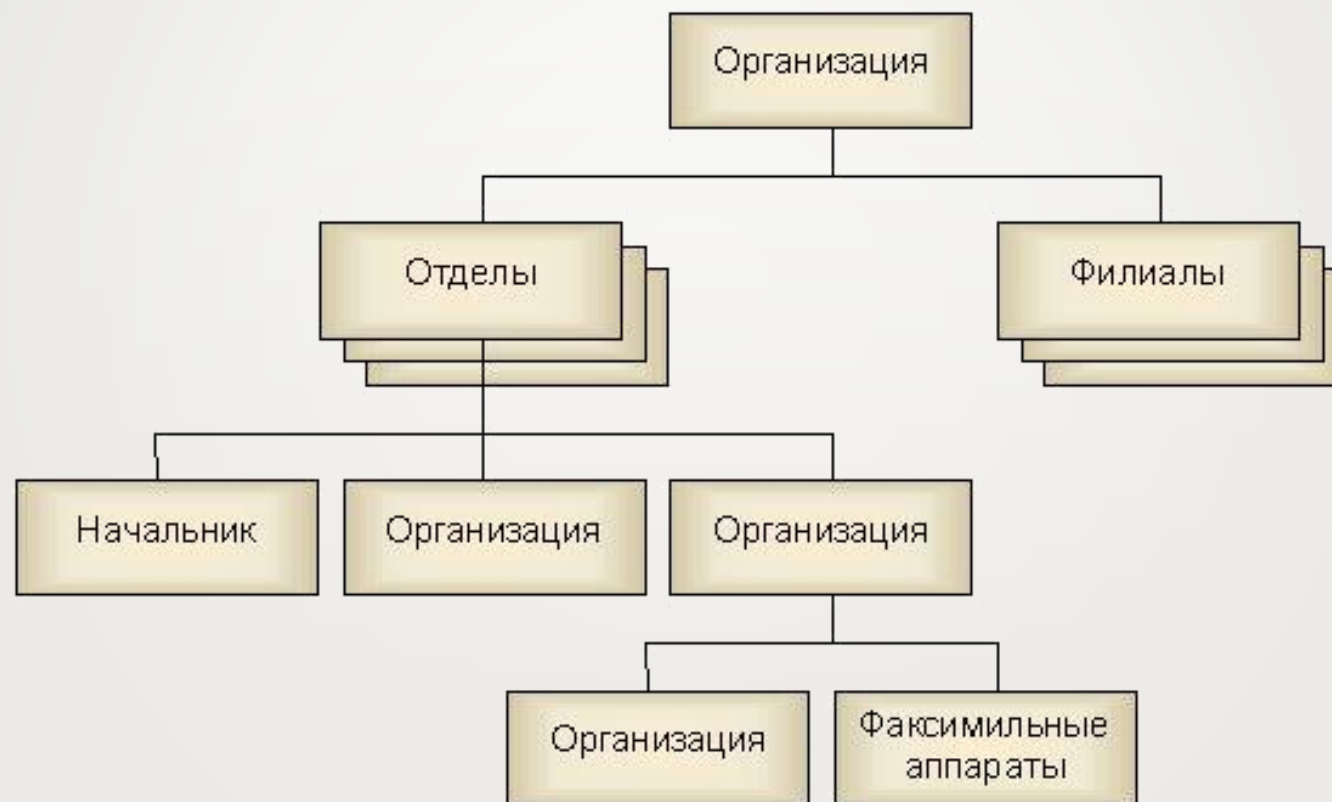 Организация
Отделы
Филиалы
Начальник
Организация
Организация
Организация
Факсимильные
аппараты